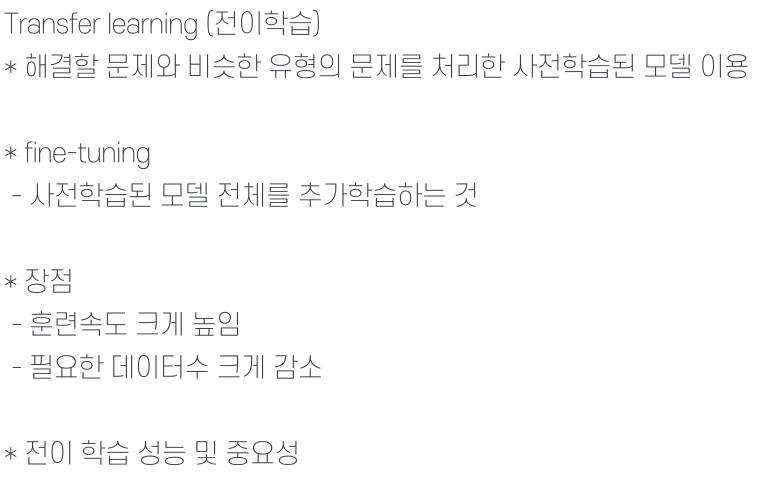 Transfer learning (전이학습)
* 해결할 문제와 비슷한 유형의 문제를 처리한 사전학습된 모델 이용
* fine-tuning
- 사전학습된 모델 전체를 추가학습하는 것
* 장점
- 훈련속도 크게 높임
- 필요한 데이터수 크게 감소
* 전이 학습 성능 및 중요성